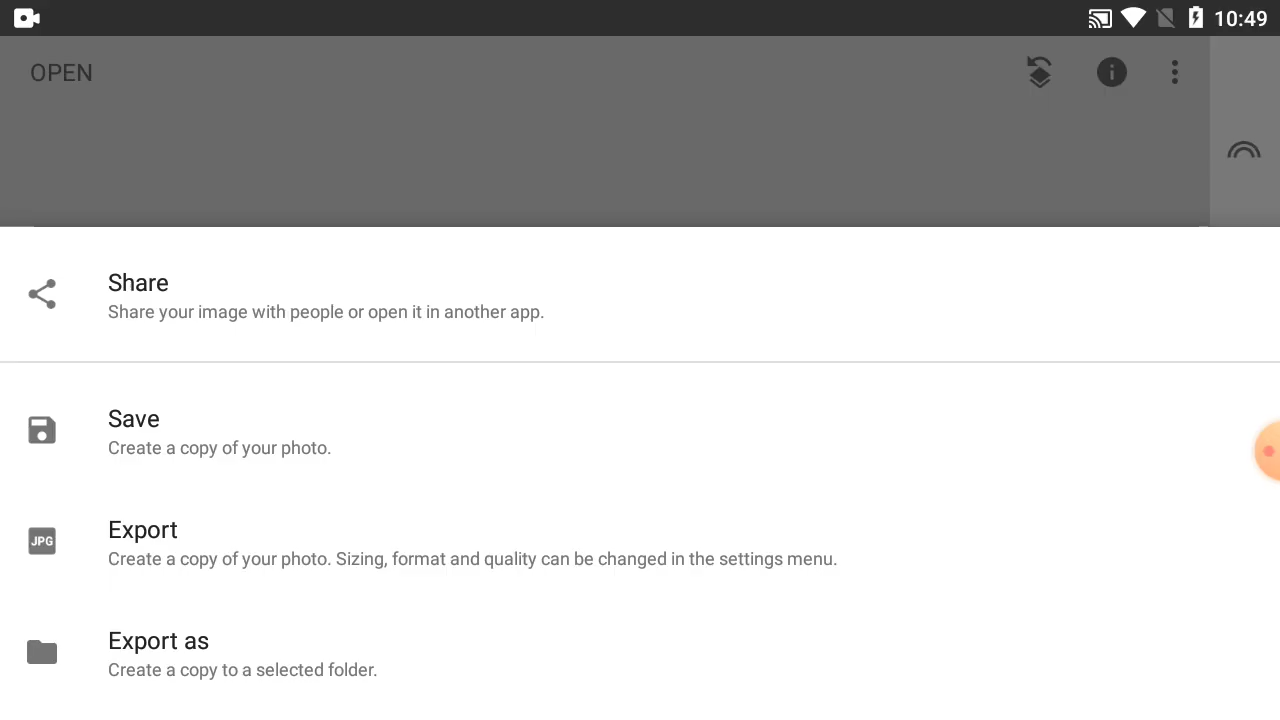 10:49
OPEN
Share
Share your image with people or open it in another app.
Save
Create a copy of your photo.
JPG
Export
Create a copy of your photo. Sizing, format and quality can be changed in the settings menu.
Export as
Create a copy to a selected folder.